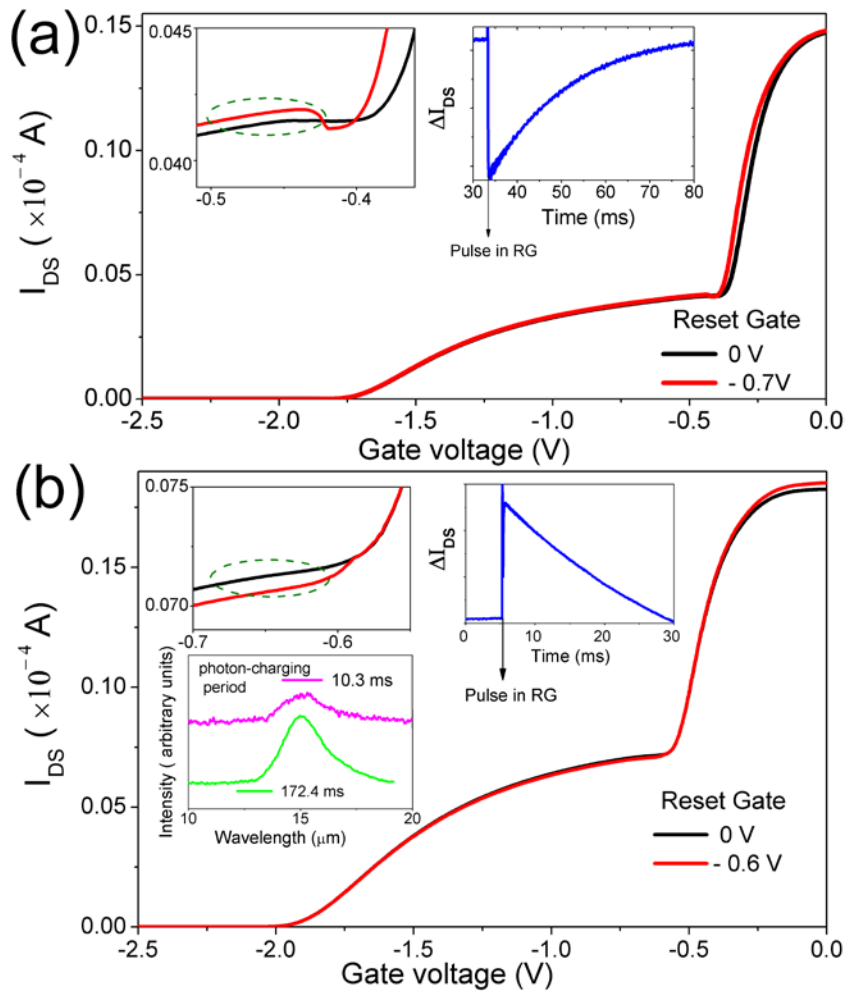 (a)
0.15
0.10
0.05
0.00
I_DS ( ×10⁻⁴ A)
0.045
0.040
-0.5
-0.4
ΔI_DS
30 40 50 60 70 80
Time (ms)
Pulse in RG
Reset Gate
0 V
- 0.7V
-2.5 -2.0 -1.5 -1.0 -0.5 0.0
Gate voltage (V)
(b)
0.15
0.10
0.05
0.00
I_DS ( ×10⁻⁴ A)
0.075
0.070
-0.7
-0.6
ΔI_DS
0 10 20 30
Time (ms)
Pulse in RG
Intensity ( arbitrary units)
photon-charging
period
10.3 ms
172.4 ms
10 15 20
Wavelength (μm)
Reset Gate
0 V
- 0.6 V
-2.5 -2.0 -1.5 -1.0 -0.5 0.0
Gate voltage (V)